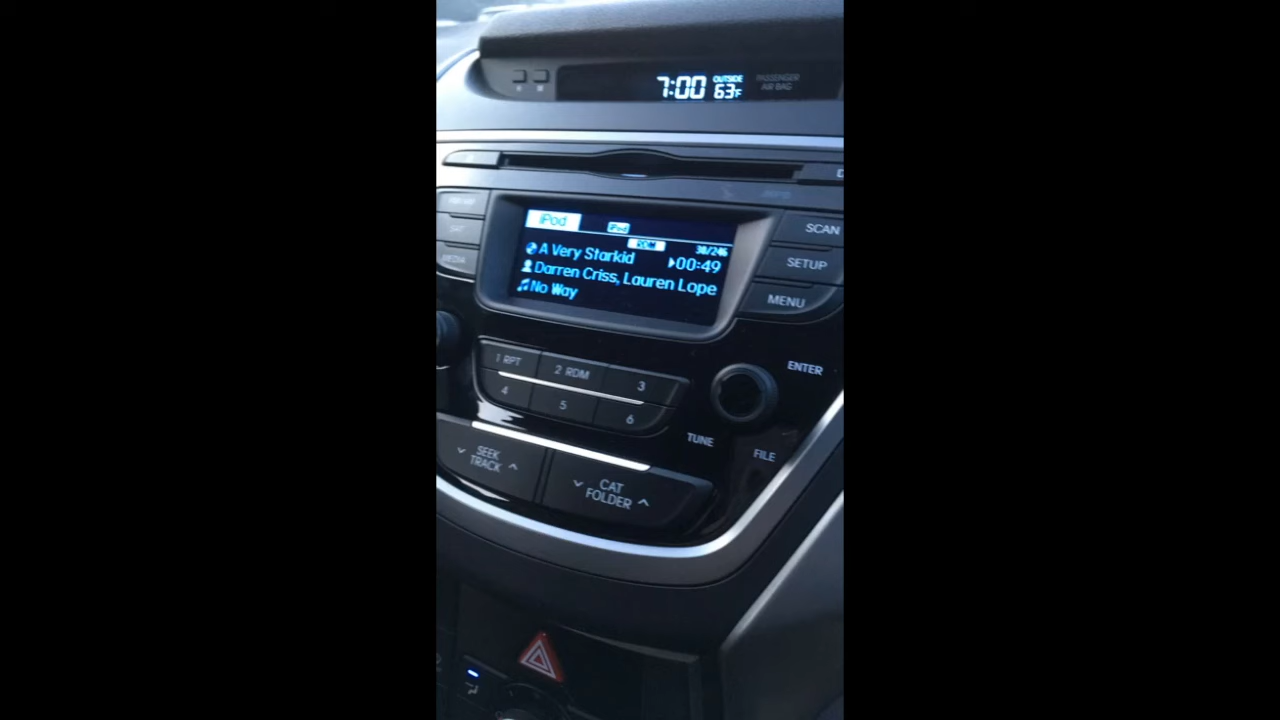 7:00 OUTSIDE 63°F
PASSENGER
AIR BAG
iPod
iPod
RDM
38/246
A Very Starkid
00:49
Darren Criss, Lauren Lope
No Way
SCAN
SETUP
MEDIA
MENU
1 RPT
2 RDM
3
4
5
6
ENTER
TUNE
FILE
SEEK
TRACK
CAT
FOLDER